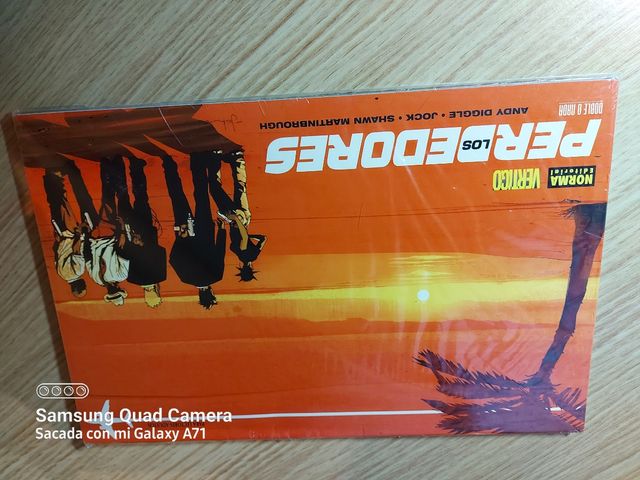 NORMA
Editorial
VERTIGO
LOS
PERDEDORES
ANDY DIGGLE • JOCK • SHAWN MARTINBROUGH
Jock
DOBLE O NADA
Samsung Quad Camera
Sacada con mi Galaxy A71